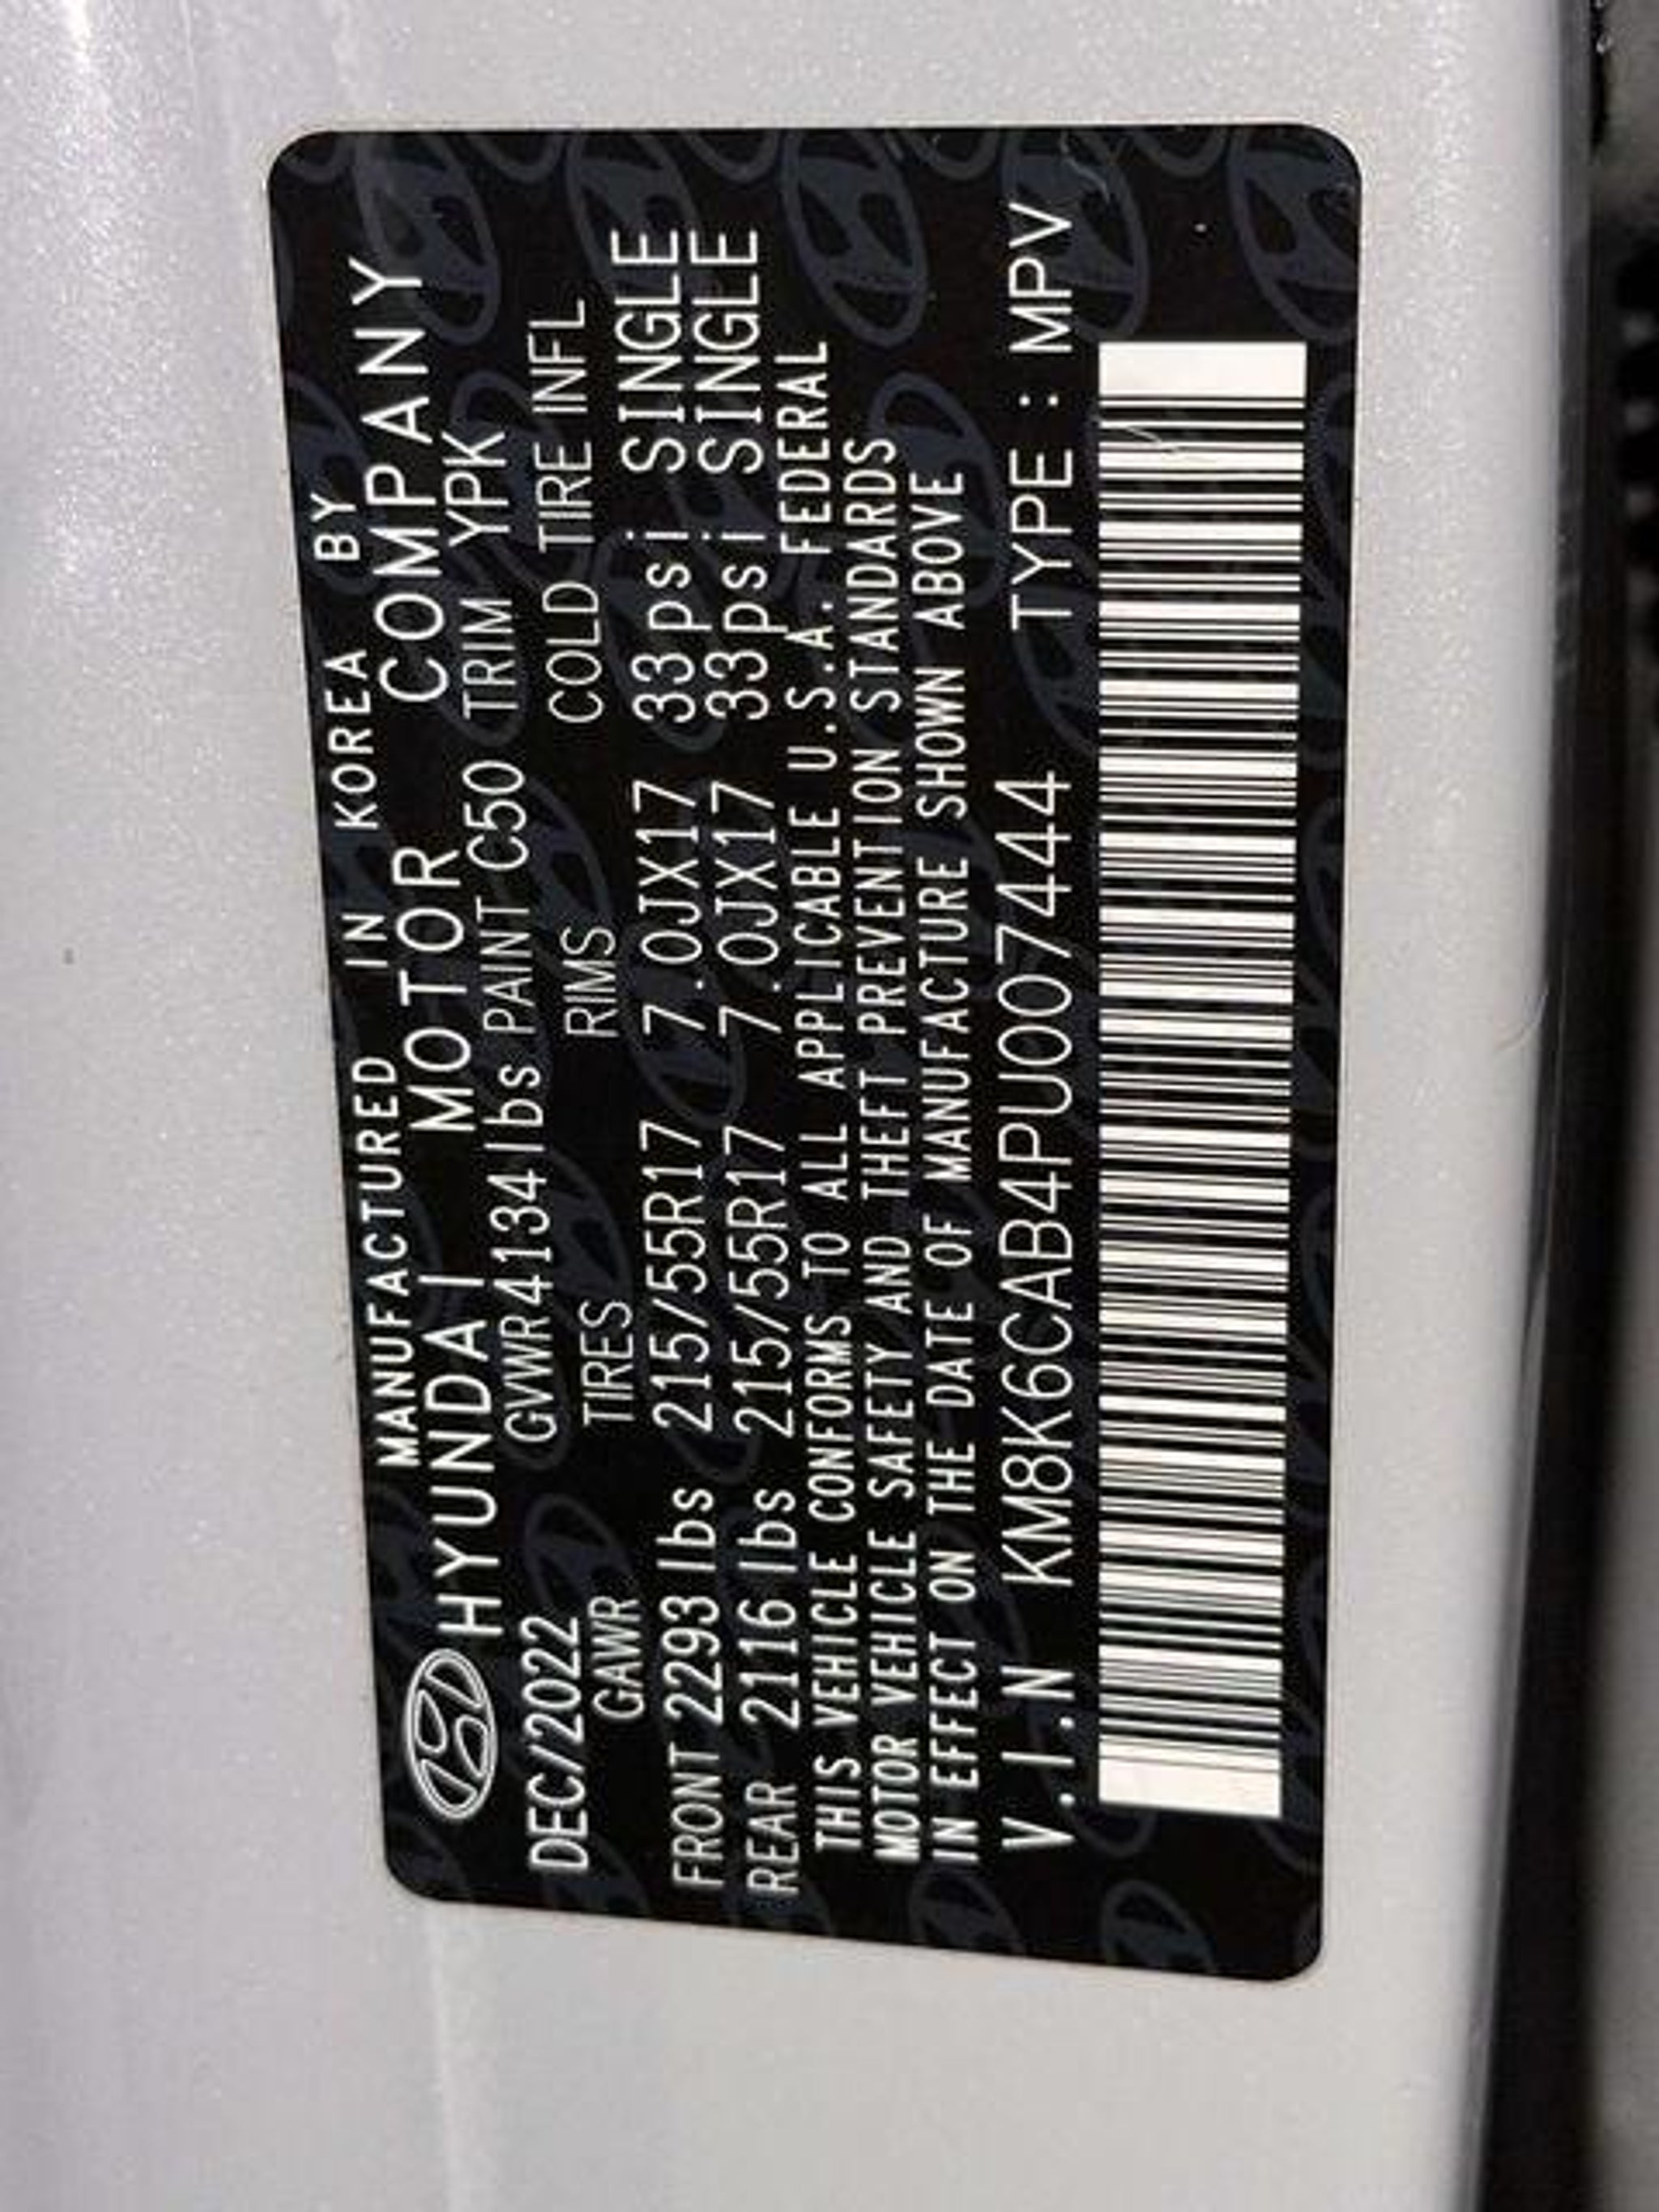 MANUFACTURED IN KOREA BY
HYUNDAI MOTOR COMPANY
DEC/2022 GVWR4134lbs PAINT C50 TRIM YPK
GAWR TIRES RIMS COLD TIRE INFL
FRONT 2293 lbs 215/55R17 7.0JX17 33psi SINGLE
REAR 2116 lbs 215/55R17 7.0JX17 33psi SINGLE
THIS VEHICLE CONFORMS TO ALL APPLICABLE U.S.A. FEDERAL
MOTOR VEHICLE SAFETY AND THEFT PREVENTION STANDARDS
IN EFFECT ON THE DATE OF MANUFACTURE SHOWN ABOVE
V.I.N KM8K6CAB4PU007444 TYPE : MPV